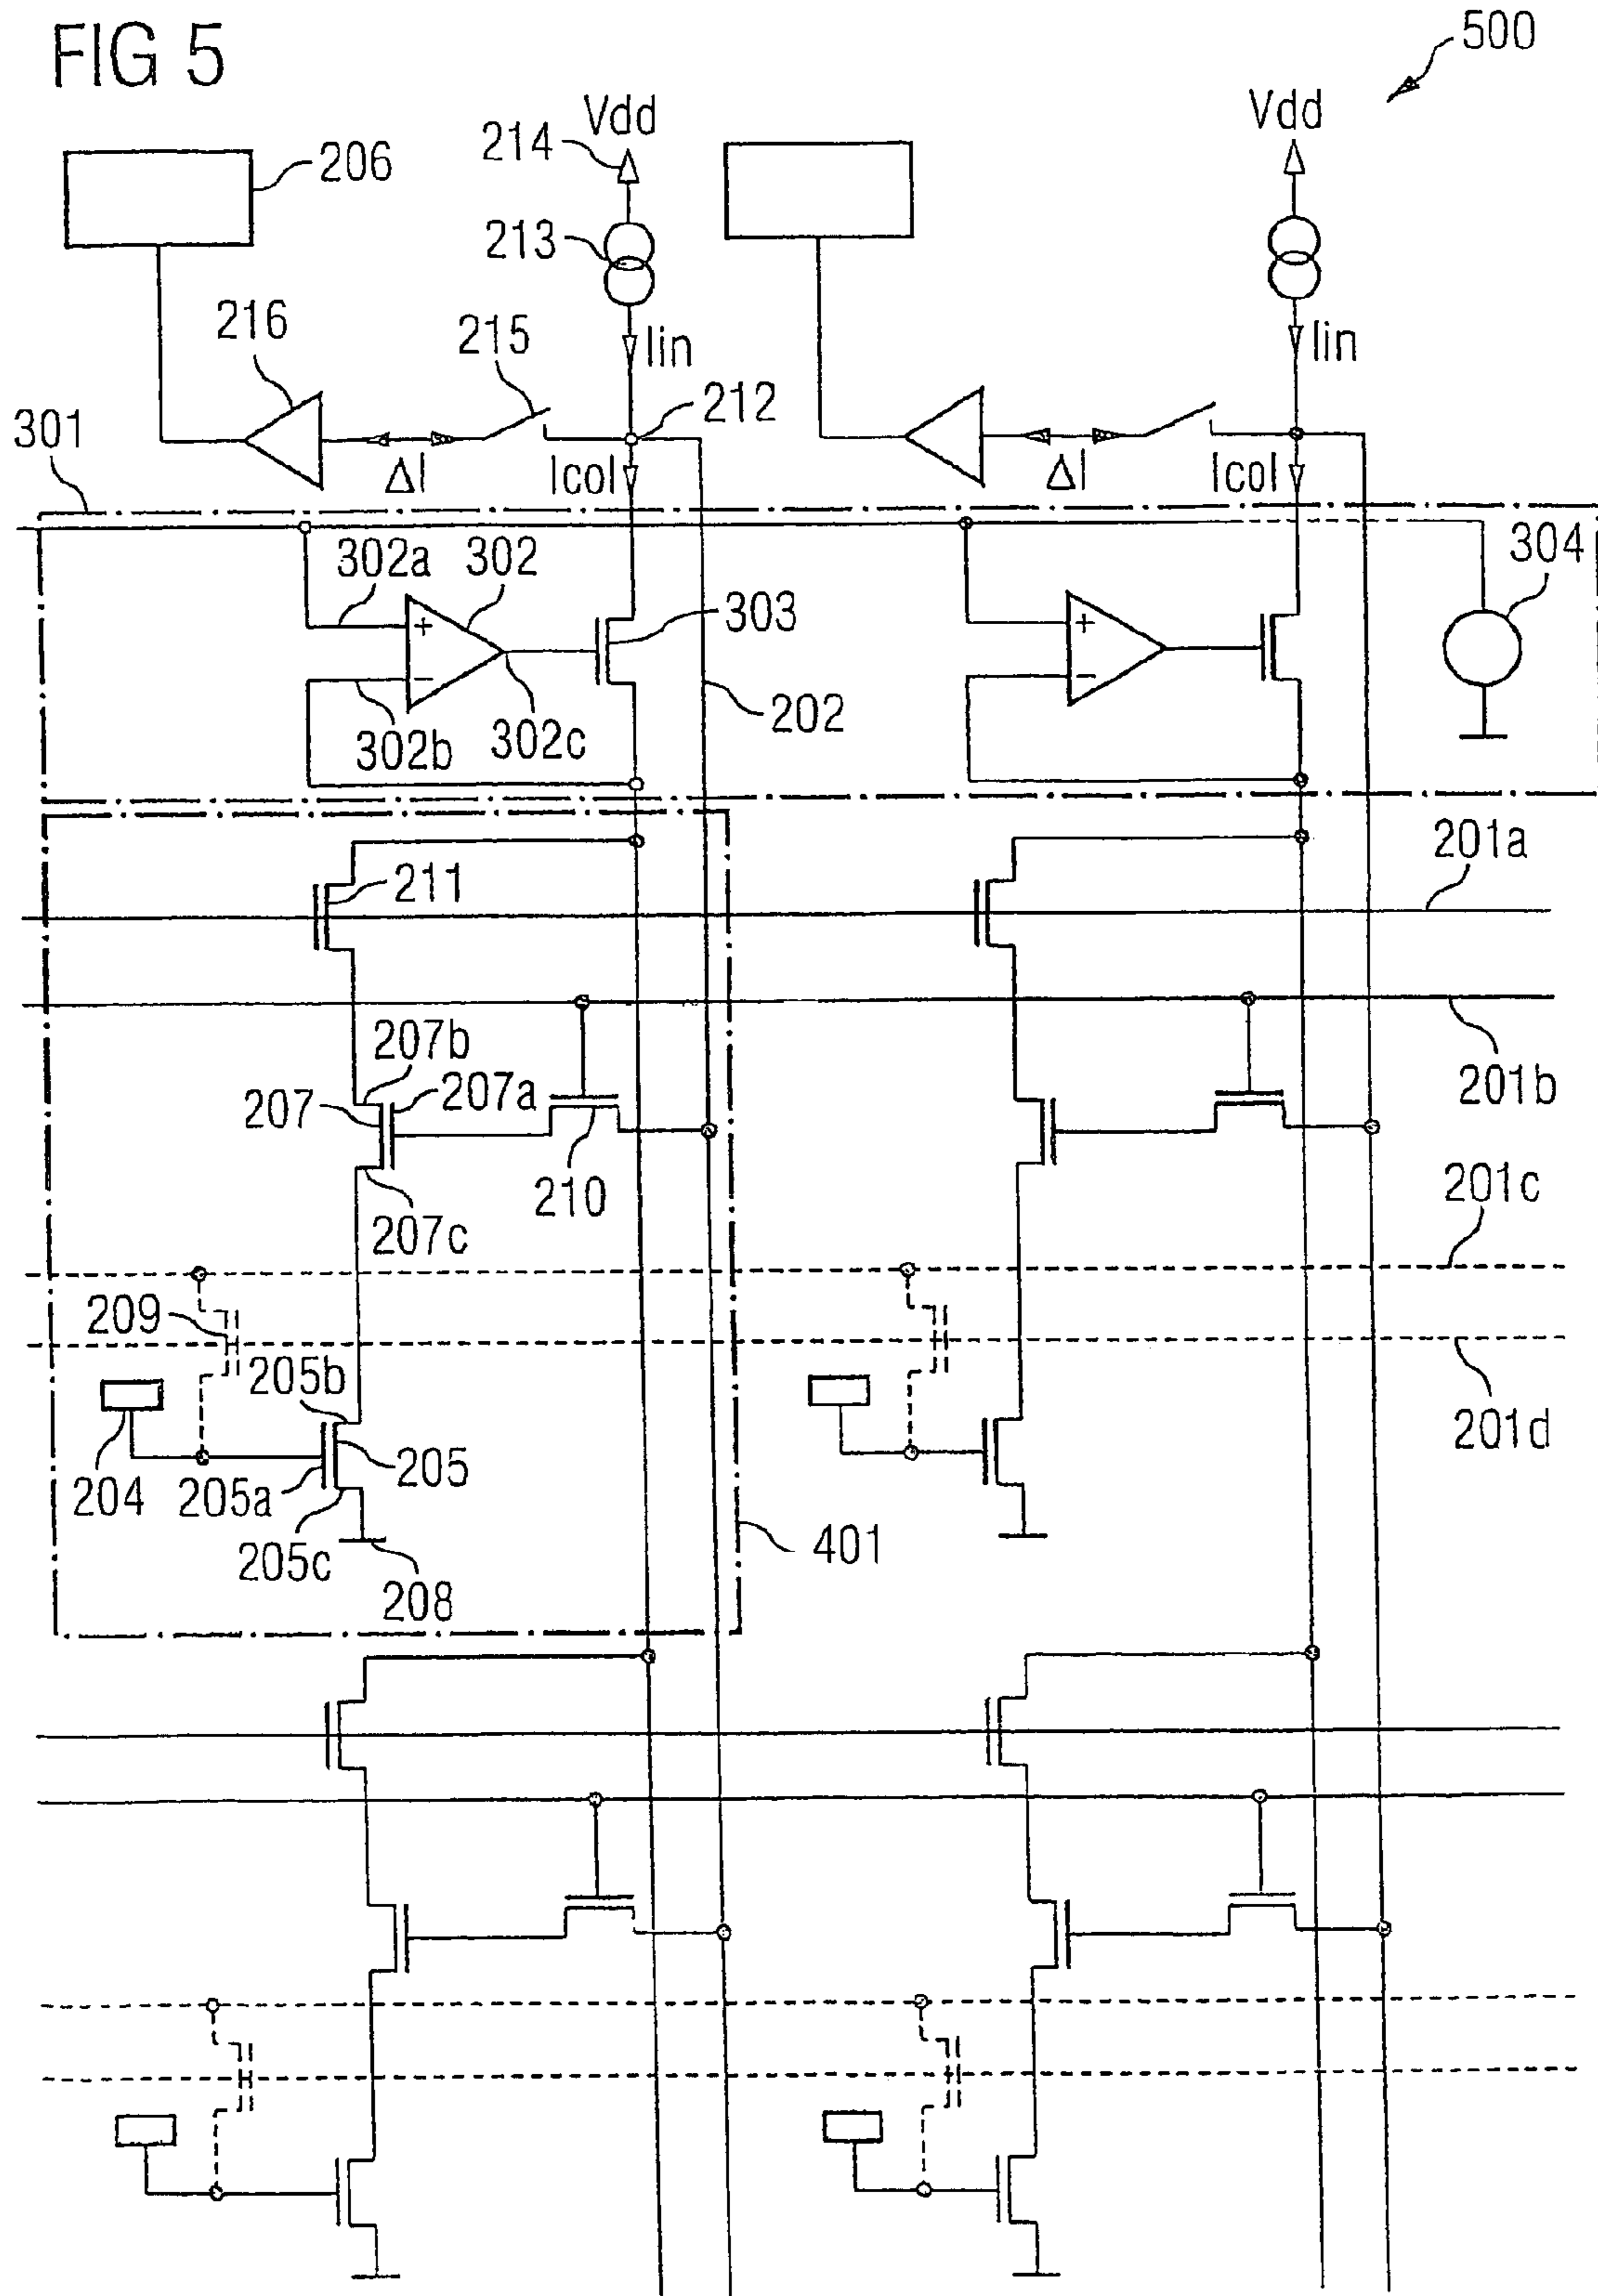 FIG 5
500
Vdd
214
206
213
Iin
216
215
212
301
ΔI
Icol
Vdd
Iin
ΔI
Icol
302a
302
+
303
304
−
302b
302c
202
+
−
211
201a
207b
207a
207
201b
210
207c
201c
209
205b
204
205a
205
201d
205c
401
208